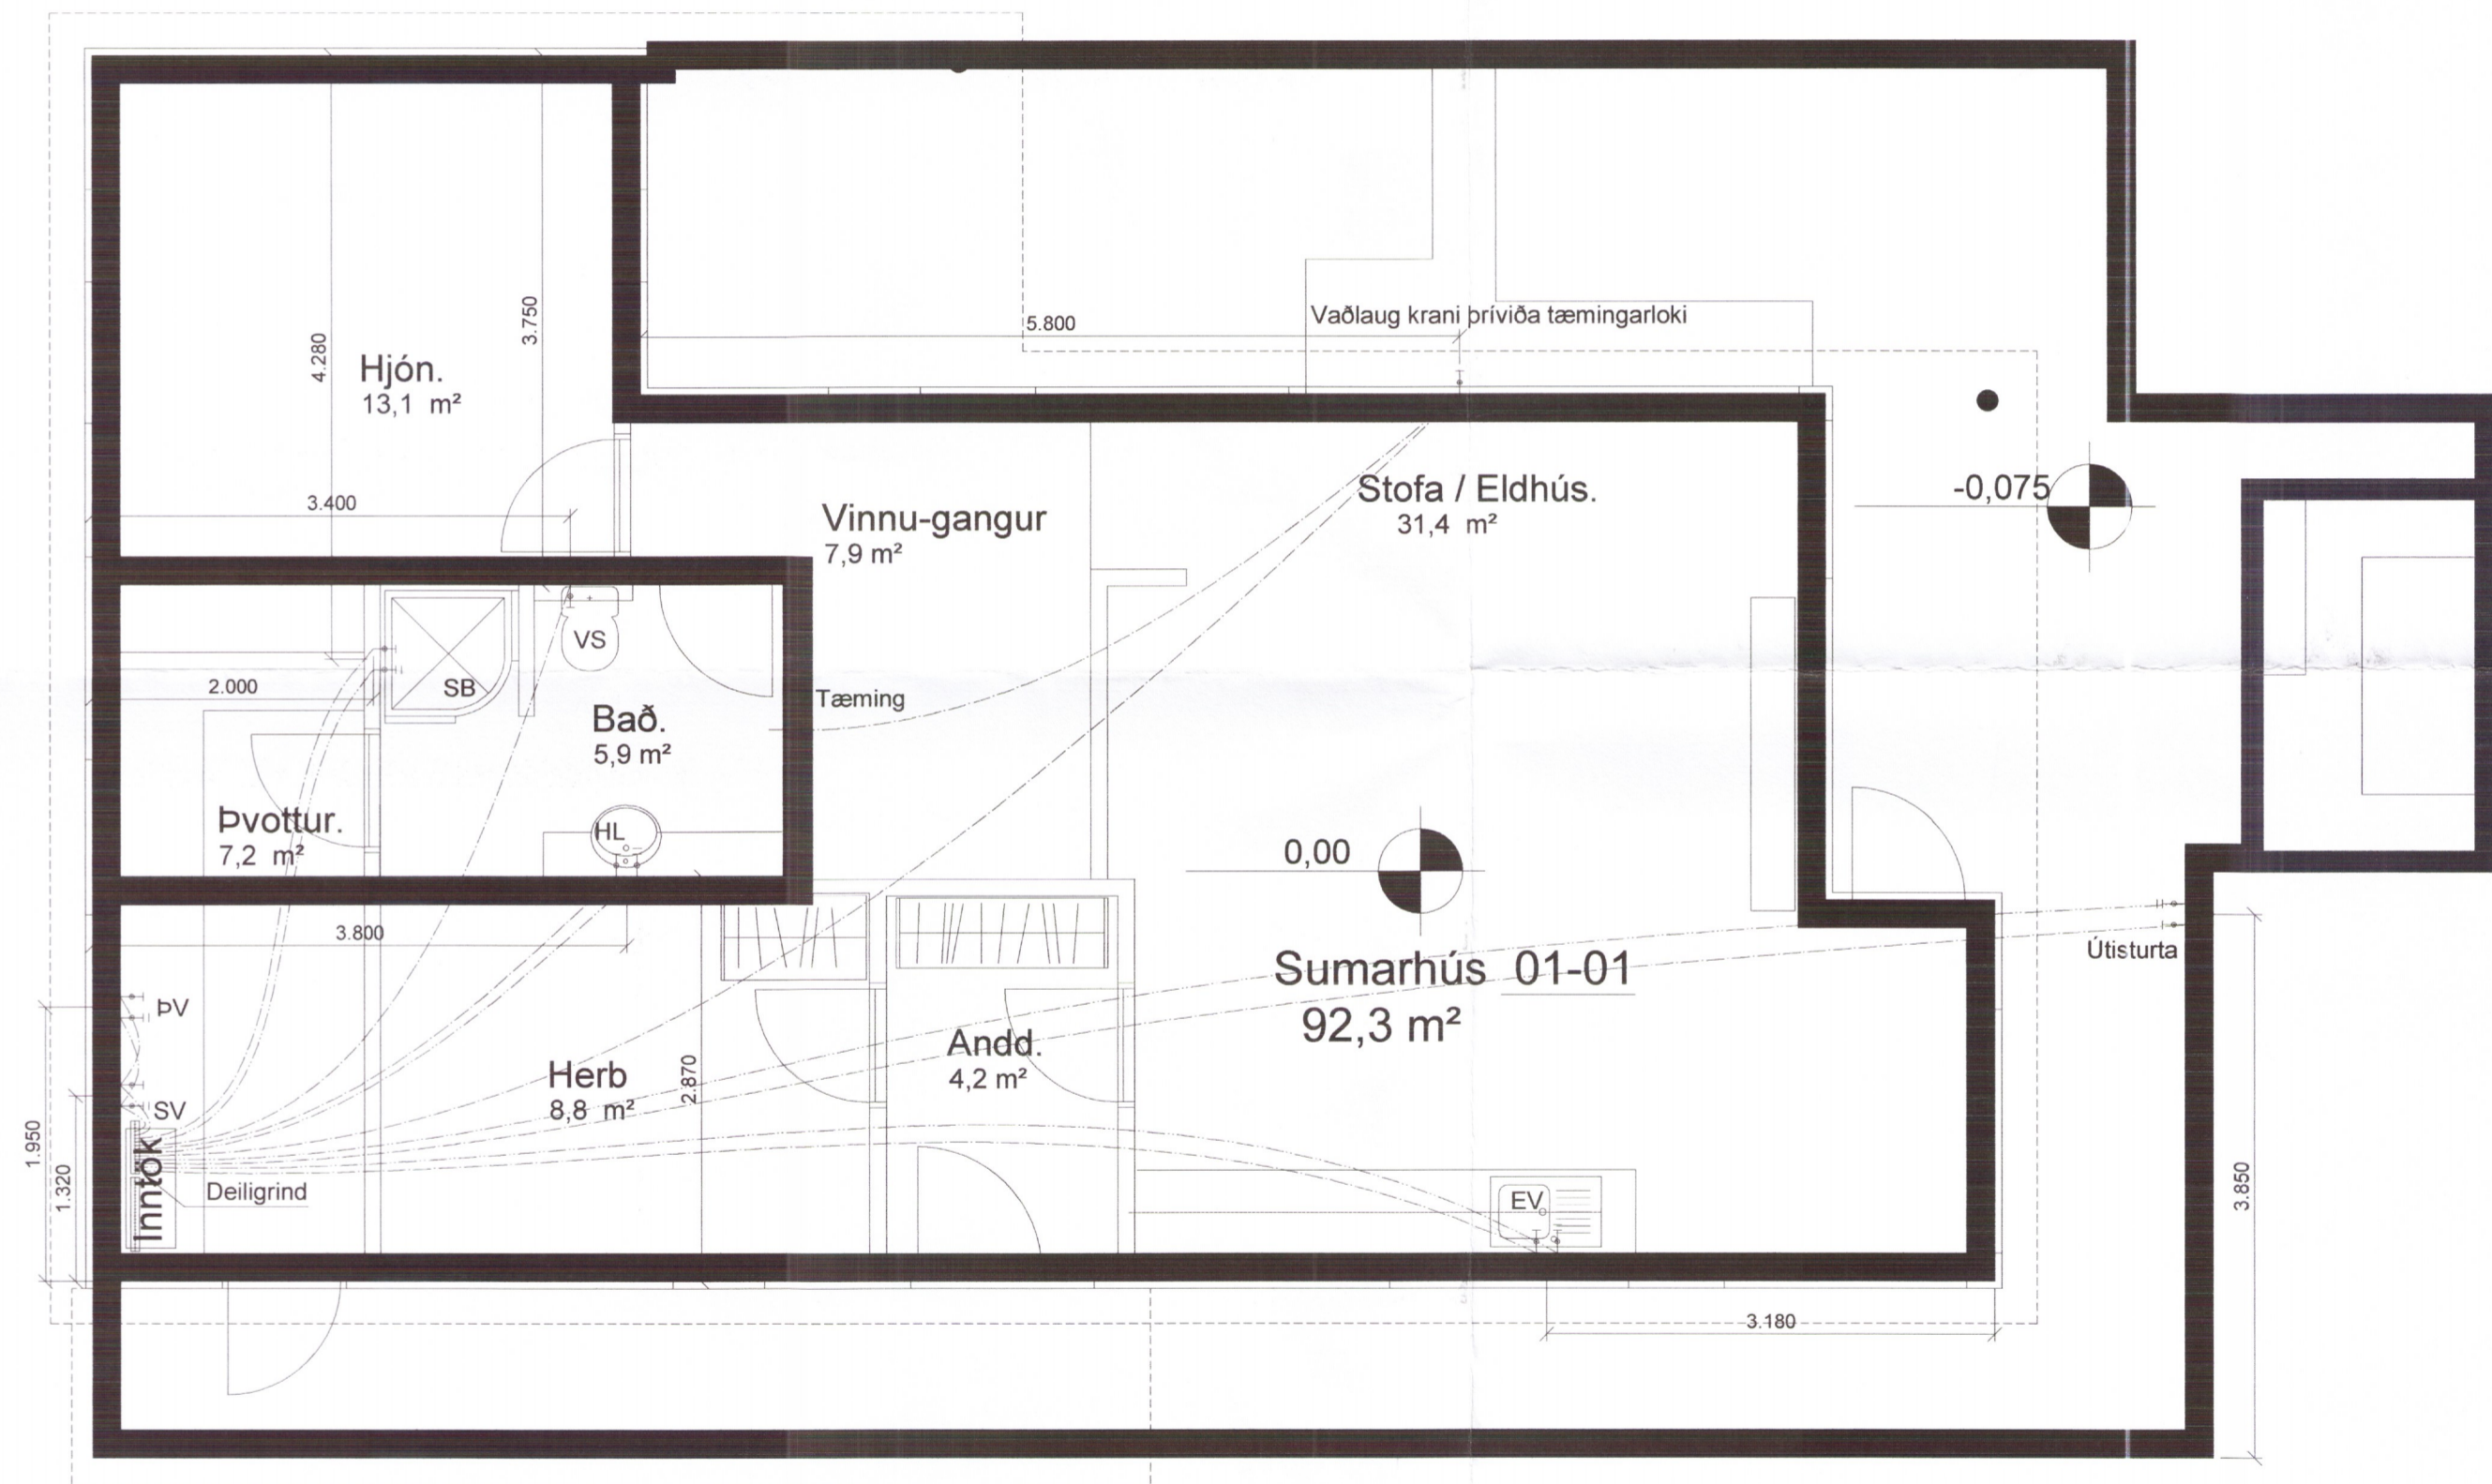 5.800
Vaðlaug krani þríviða tæmingarloki
3.750
4.280
Hjón.
13,1 m²
3.400
Vinnu-gangur
7,9 m²
Stofa / Eldhús.
31,4 m²
-0,075
VS
SB
2.000
Tæming
Bað.
5,9 m²
Þvottur.
7,2 m²
HL
0,00
3.800
Útisturta
Sumarhús 01-01
92,3 m²
ÞV
SV
Andd.
4,2 m²
Herb
8,8 m²
2.870
1.950
1.320
Inntök
Deiligrind
EV
3.850
3.180